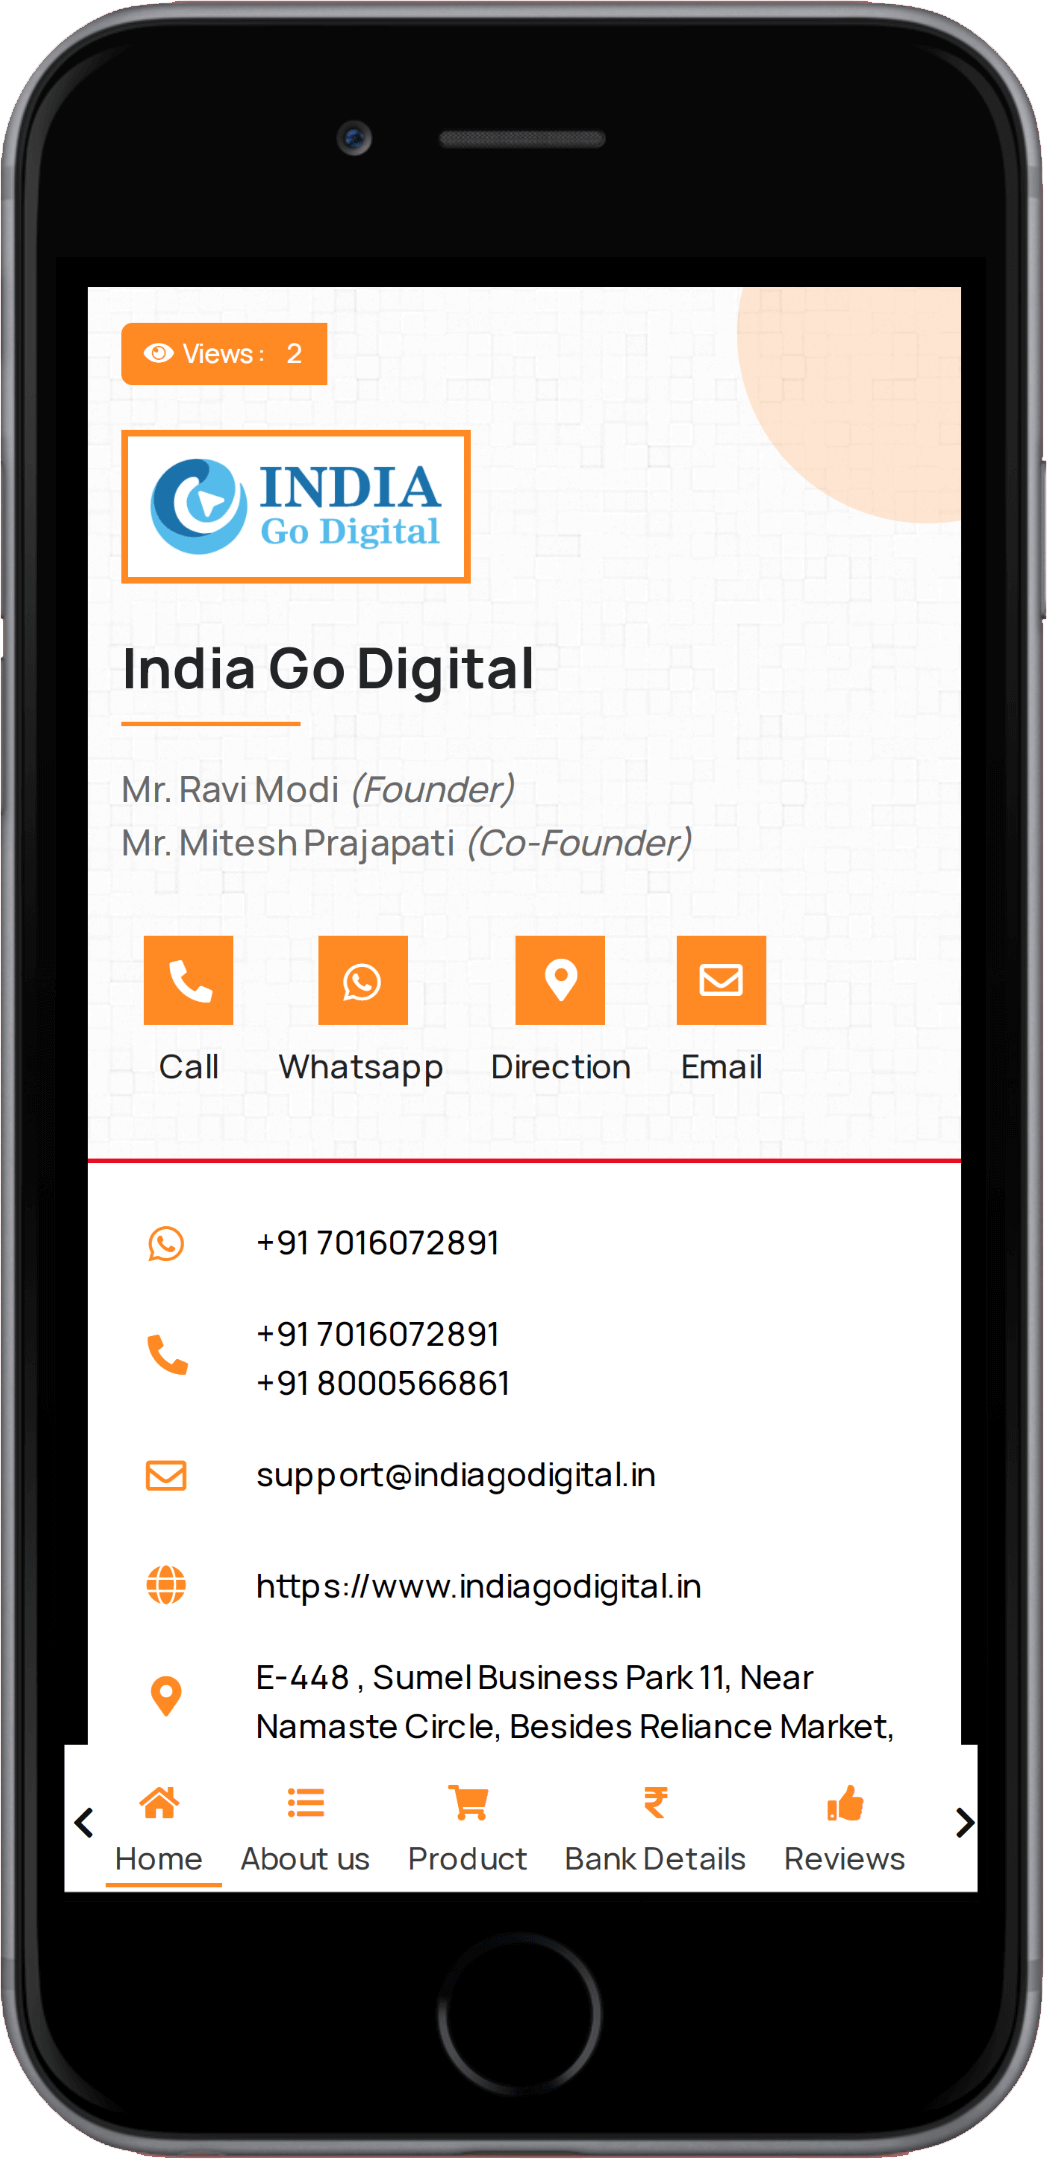 Views : 2
INDIA
Go Digital
India Go Digital
Mr. Ravi Modi (Founder)
Mr. Mitesh Prajapati (Co-Founder)
Call Whatsapp Direction Email
+91 7016072891
+91 7016072891
+91 8000566861
support@indiagodigital.in
https://www.indiagodigital.in
E-448 , Sumel Business Park 11, Near
Namaste Circle, Besides Reliance Market,
Home About us Product Bank Details Reviews